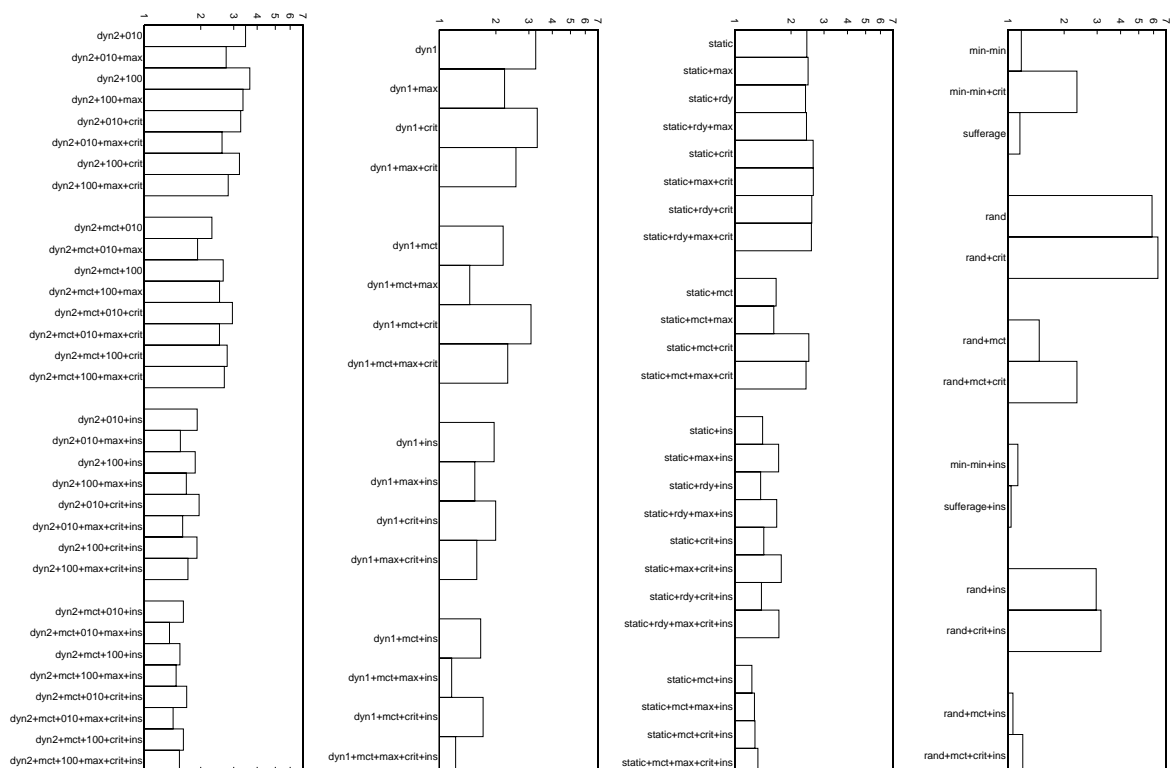 1 2 3 4 5 6 7
dyn2+010
dyn2+010+max
dyn2+100
dyn2+100+max
dyn2+010+crit
dyn2+010+max+crit
dyn2+100+crit
dyn2+100+max+crit
dyn2+mct+010
dyn2+mct+010+max
dyn2+mct+100
dyn2+mct+100+max
dyn2+mct+010+crit
dyn2+mct+010+max+crit
dyn2+mct+100+crit
dyn2+mct+100+max+crit
dyn2+010+ins
dyn2+010+max+ins
dyn2+100+ins
dyn2+100+max+ins
dyn2+010+crit+ins
dyn2+010+max+crit+ins
dyn2+100+crit+ins
dyn2+100+max+crit+ins
dyn2+mct+010+ins
dyn2+mct+010+max+ins
dyn2+mct+100+ins
dyn2+mct+100+max+ins
dyn2+mct+010+crit+ins
dyn2+mct+010+max+crit+ins
dyn2+mct+100+crit+ins
dyn2+mct+100+max+crit+ins
1 2 3 4 5 6 7
dyn1
dyn1+max
dyn1+crit
dyn1+max+crit
dyn1+mct
dyn1+mct+max
dyn1+mct+crit
dyn1+mct+max+crit
dyn1+ins
dyn1+max+ins
dyn1+crit+ins
dyn1+max+crit+ins
dyn1+mct+ins
dyn1+mct+max+ins
dyn1+mct+crit+ins
dyn1+mct+max+crit+ins
1 2 3 4 5 6 7
static
static+max
static+rdy
static+rdy+max
static+crit
static+max+crit
static+rdy+crit
static+rdy+max+crit
static+mct
static+mct+max
static+mct+crit
static+mct+max+crit
static+ins
static+max+ins
static+rdy+ins
static+rdy+max+ins
static+crit+ins
static+max+crit+ins
static+rdy+crit+ins
static+rdy+max+crit+ins
static+mct+ins
static+mct+max+ins
static+mct+crit+ins
static+mct+max+crit+ins
1 2 3 4 5 6 7
min-min
min-min+crit
sufferage
rand
rand+crit
rand+mct
rand+mct+crit
min-min+ins
sufferage+ins
rand+ins
rand+crit+ins
rand+mct+ins
rand+mct+crit+ins